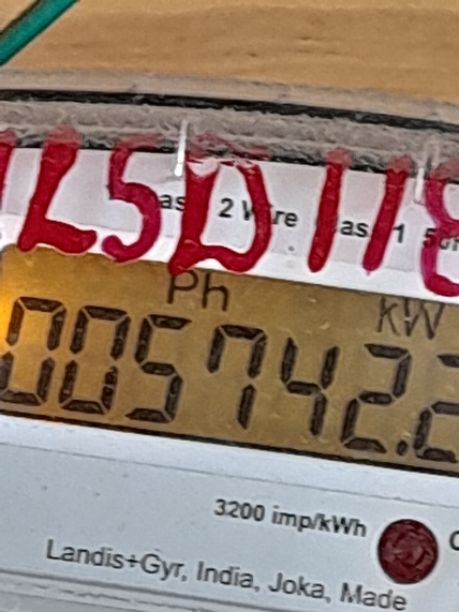 LSD118
2 Wire
Ph kW
005742.2
3200 imp/kWh
Landis+Gyr, India, Joka, Made